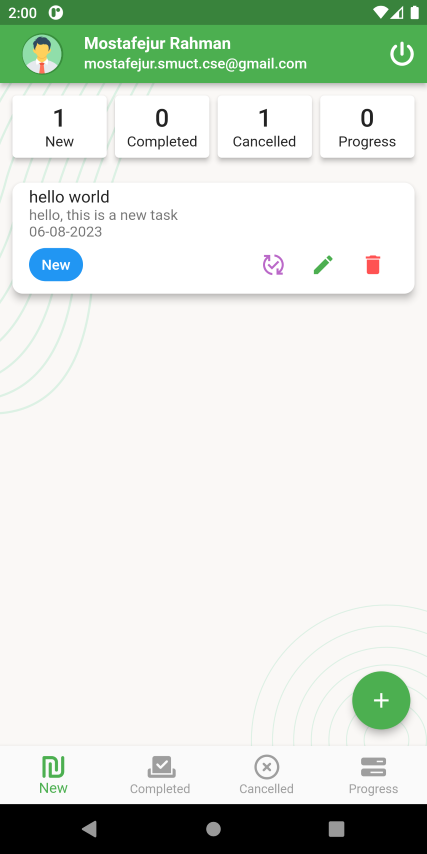 2:00
Mostafejur Rahman
mostafejur.smuct.cse@gmail.com
1 0 1 0
New Completed Cancelled Progress
hello world
hello, this is a new task
06-08-2023
New
New Completed Cancelled Progress